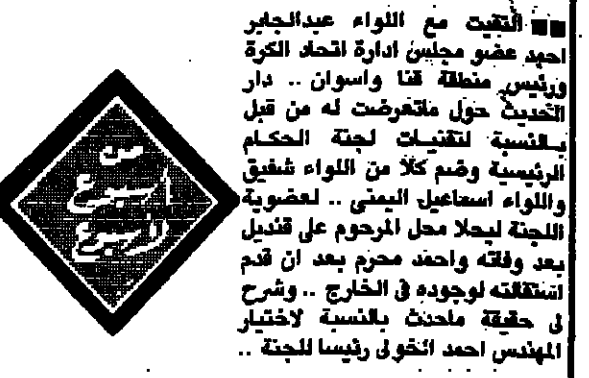 ■■ التقيت مع اللواء عبدالجابر
احمد عضو مجلس ادارة اتحاد الكرة
ورئيس منطقة قنا واسوان .. دار
الحديث حول ماتعرضت له من قبل
بالنسبة لتقنيات لجنة الحكام
الرئيسية وضم كلا من اللواء شفيق
واللواء اسماعيل اليمنى .. لعضوية
اللجنة ليحلا محل المرحوم على قنديل
بعد وفاته واحمد محرم بعد ان قدم
استقالته لوجوده فى الخارج .. وشرح
لى حقيقة ماحدث بالنسبة لاختيار
المهندس احمد الخولى رئيسا للجنة ..
من
أسبوع
لأسبوع